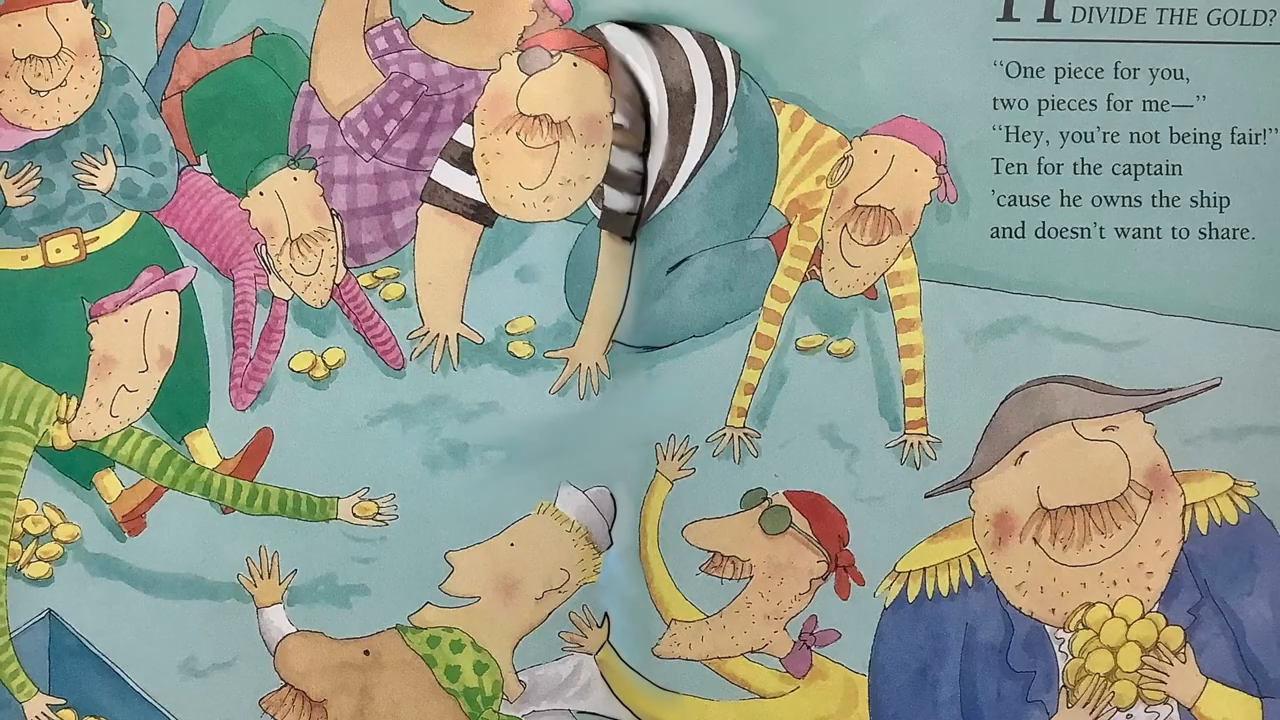 DIVIDE THE GOLD?
“One piece for you,
two pieces for me—”
“Hey, you’re not being fair!”
Ten for the captain
’cause he owns the ship
and doesn’t want to share.